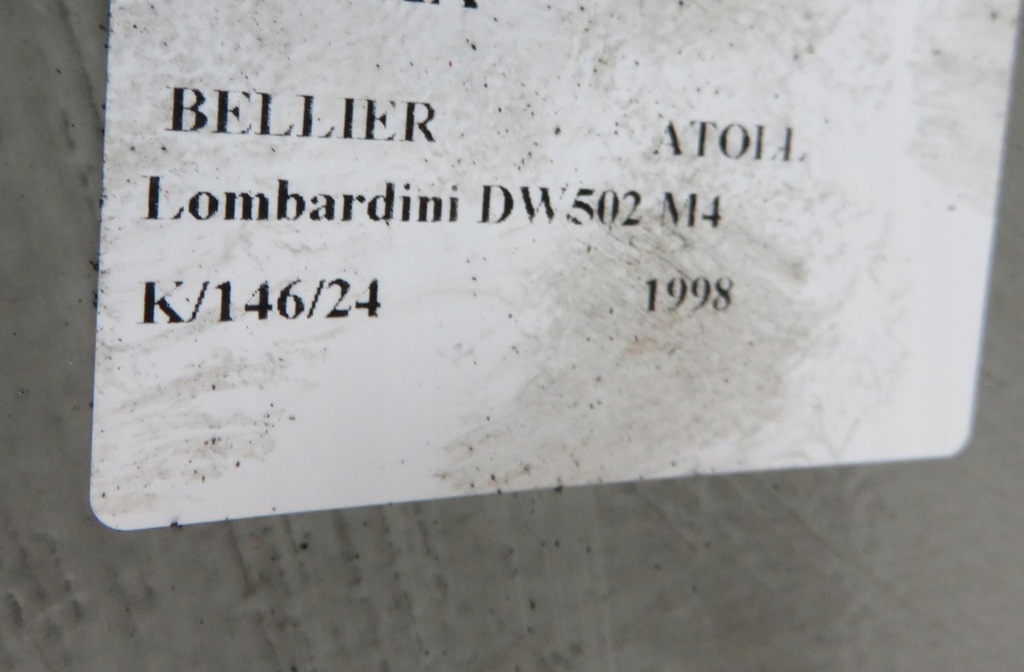 BELLIER ATOLL
Lombardini DW502 M4
K/146/24 1998